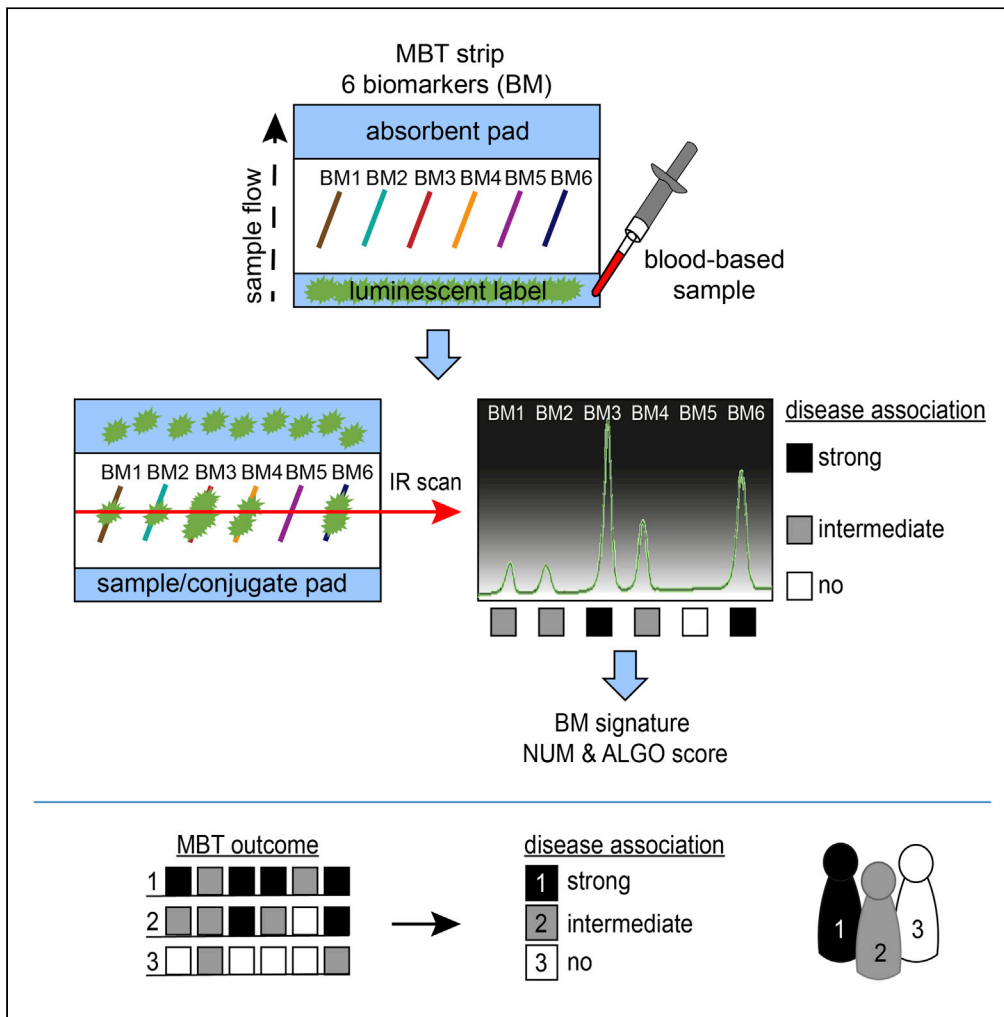 MBT strip
6 biomarkers (BM)
absorbent pad
BM1 BM2 BM3 BM4 BM5 BM6
sample flow
luminescent label
blood-based
sample
BM1 BM2 BM3 BM4 BM5 BM6
IR scan
sample/conjugate pad
BM1 BM2 BM3 BM4 BM5 BM6
disease association
strong
intermediate
no
BM signature
NUM & ALGO score
MBT outcome
1
2
3
disease association
1 strong
2 intermediate
3 no
1
2
3